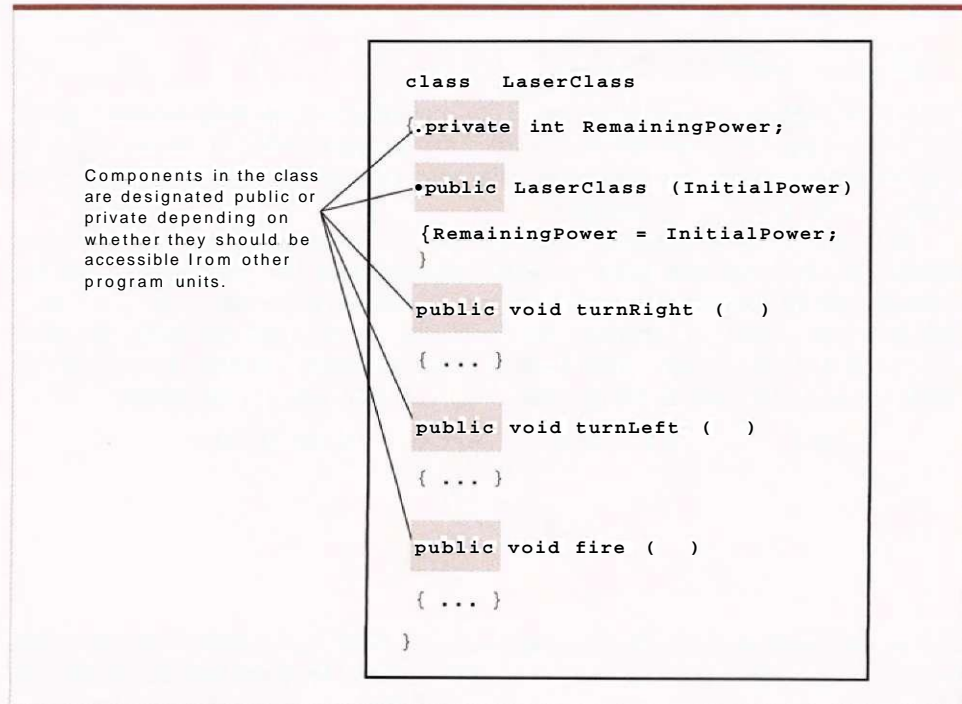 class LaserClass
{.private int RemainingPower;
Components in the class
are designated public or
private depending on
whether they should be
accessible Irom other
program units.
•public LaserClass (InitialPower)
{RemainingPower = InitialPower;
}
public void turnRight ( )
{ ... }
public void turnLeft ( )
{ ... }
public void fire ( )
{ ... }
}